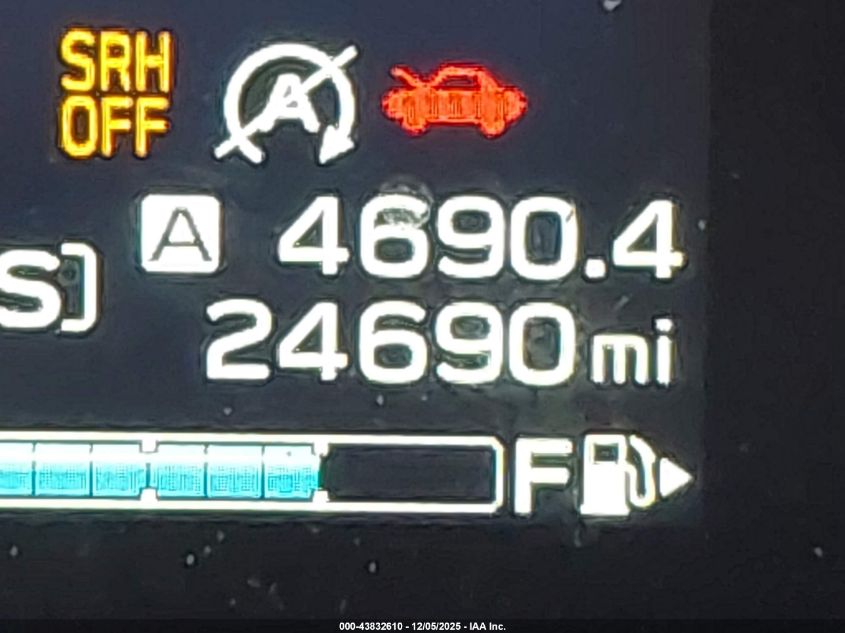 SRH
OFF
A
A 4690.4
S]
24690 mi
F
000-43832610 - 12/05/2025 - IAA Inc.